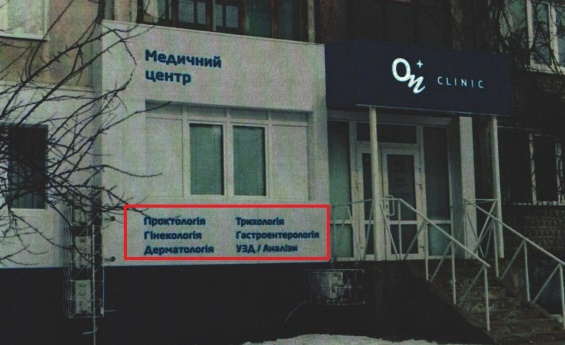 Медичний
центр
On+ CLINIC
Проктологія Трихологія
Гінекологія Гастроентерологія
Дерматологія УЗД / Аналізи